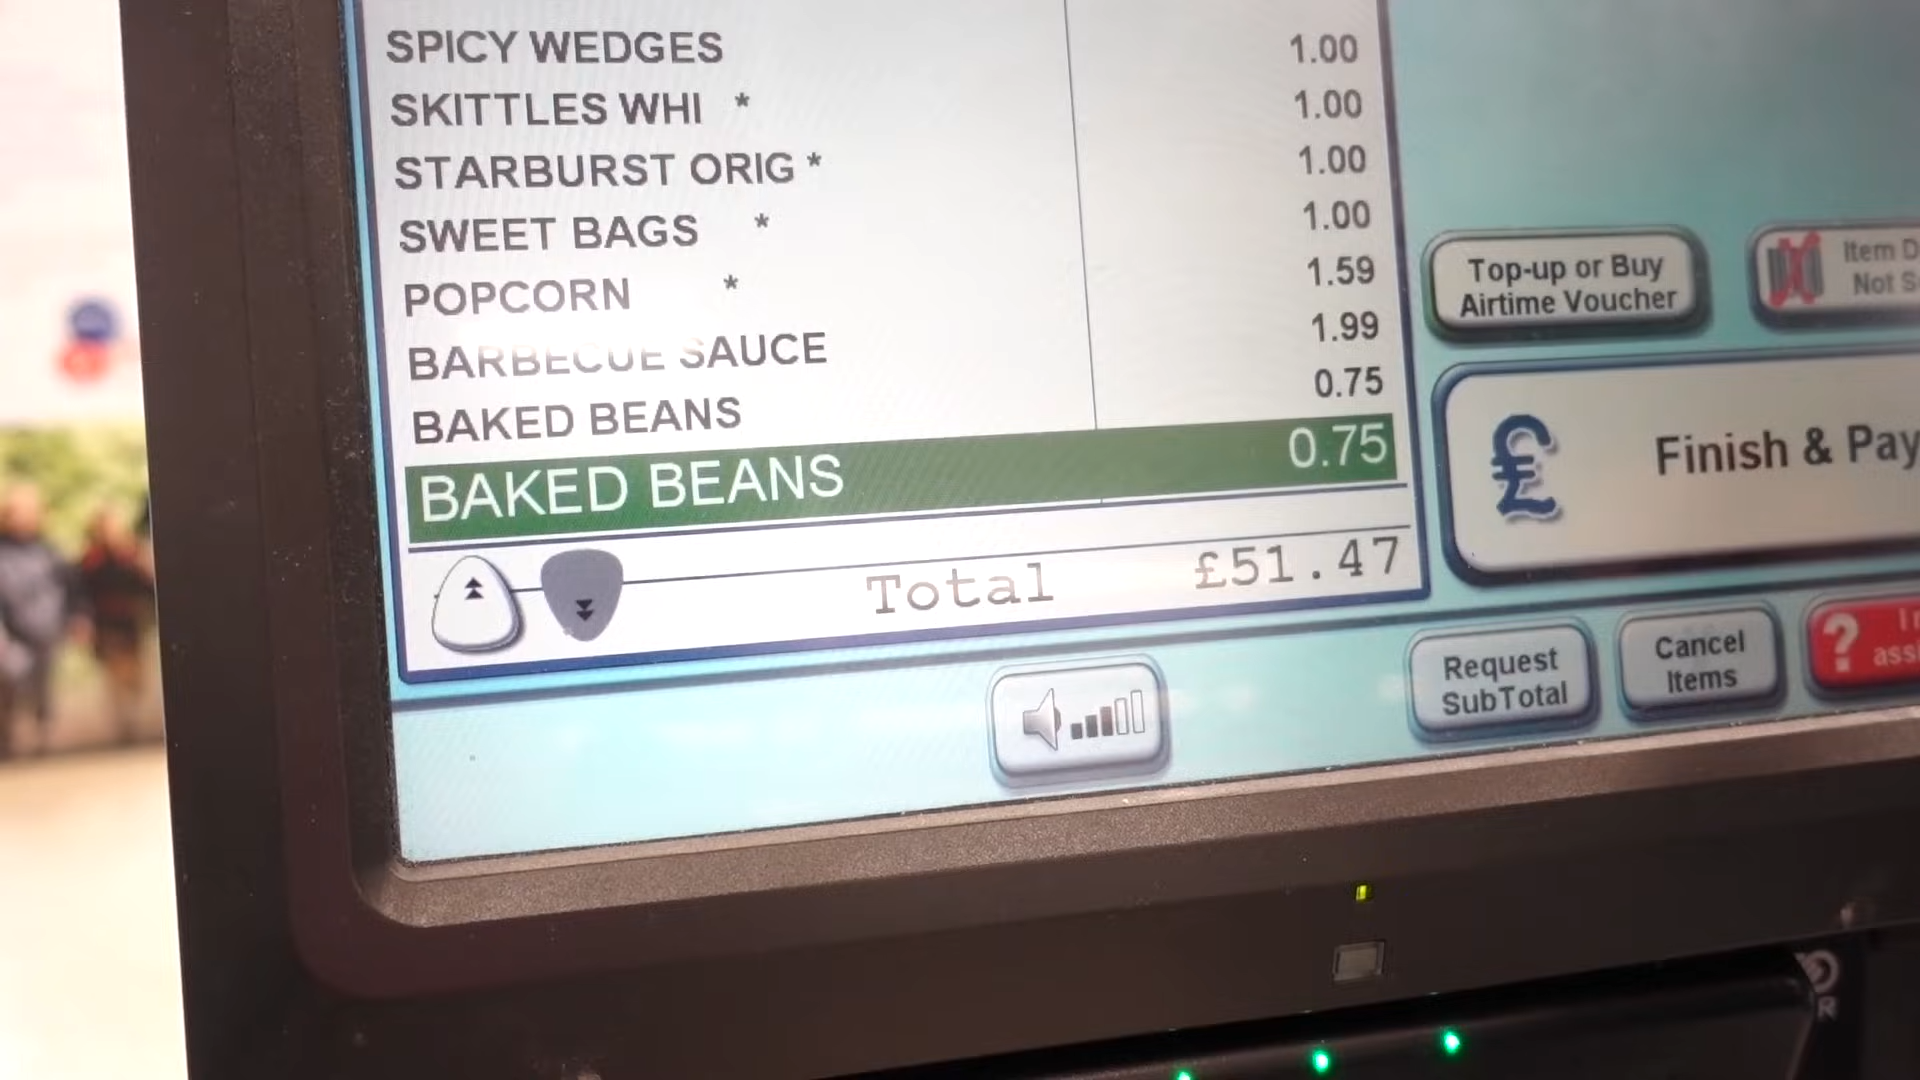 SPICY WEDGES 1.00
SKITTLES WHI * 1.00
STARBURST ORIG * 1.00
SWEET BAGS * 1.00
POPCORN * 1.59
BARBECUE SAUCE 1.99
BAKED BEANS 0.75
BAKED BEANS 0.75
Total £51.47
Top-up or Buy
Airtime Voucher
Item
Not
£ Finish & Pay
Request
SubTotal
Cancel
Items
?